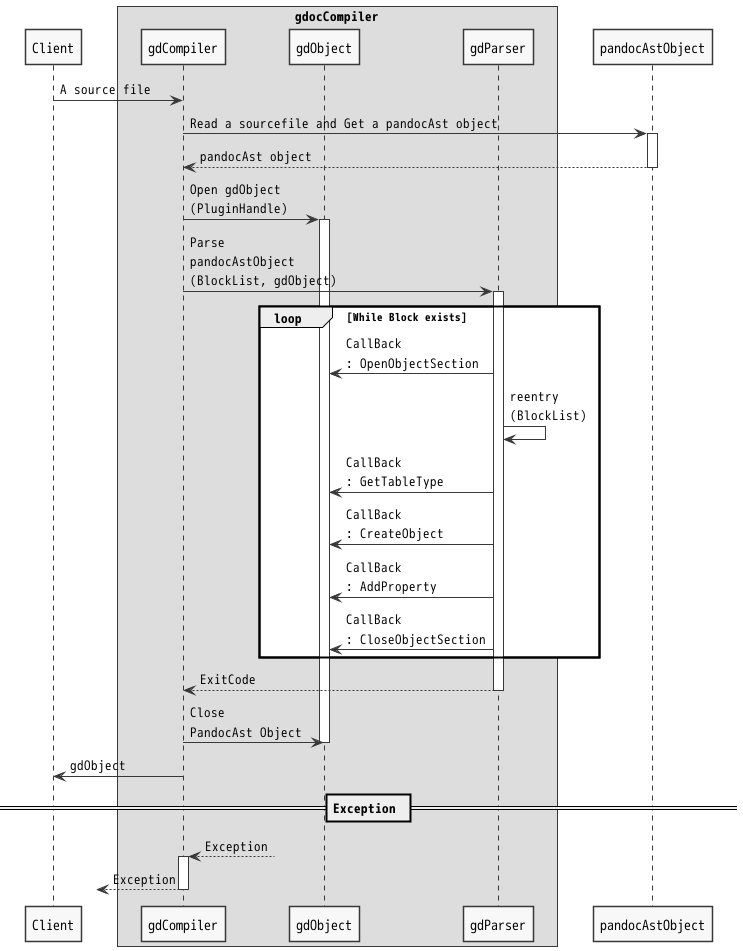 gdocCompiler
Client
gdCompiler
gdObject
gdParser
pandocAstObject
A source file
Read a sourcefile and Get a pandocAst object
pandocAst object
Open gdObject
(PluginHandle)
Parse
pandocAstObject
(BlockList, gdObject)
loop
[While Block exists]
CallBack
: OpenObjectSection
reentry
(BlockList)
CallBack
: GetTableType
CallBack
: CreateObject
CallBack
: AddProperty
CallBack
: CloseObjectSection
ExitCode
Close
PandocAst Object
gdObject
Exception
Exception
Exception
Client
gdCompiler
gdObject
gdParser
pandocAstObject